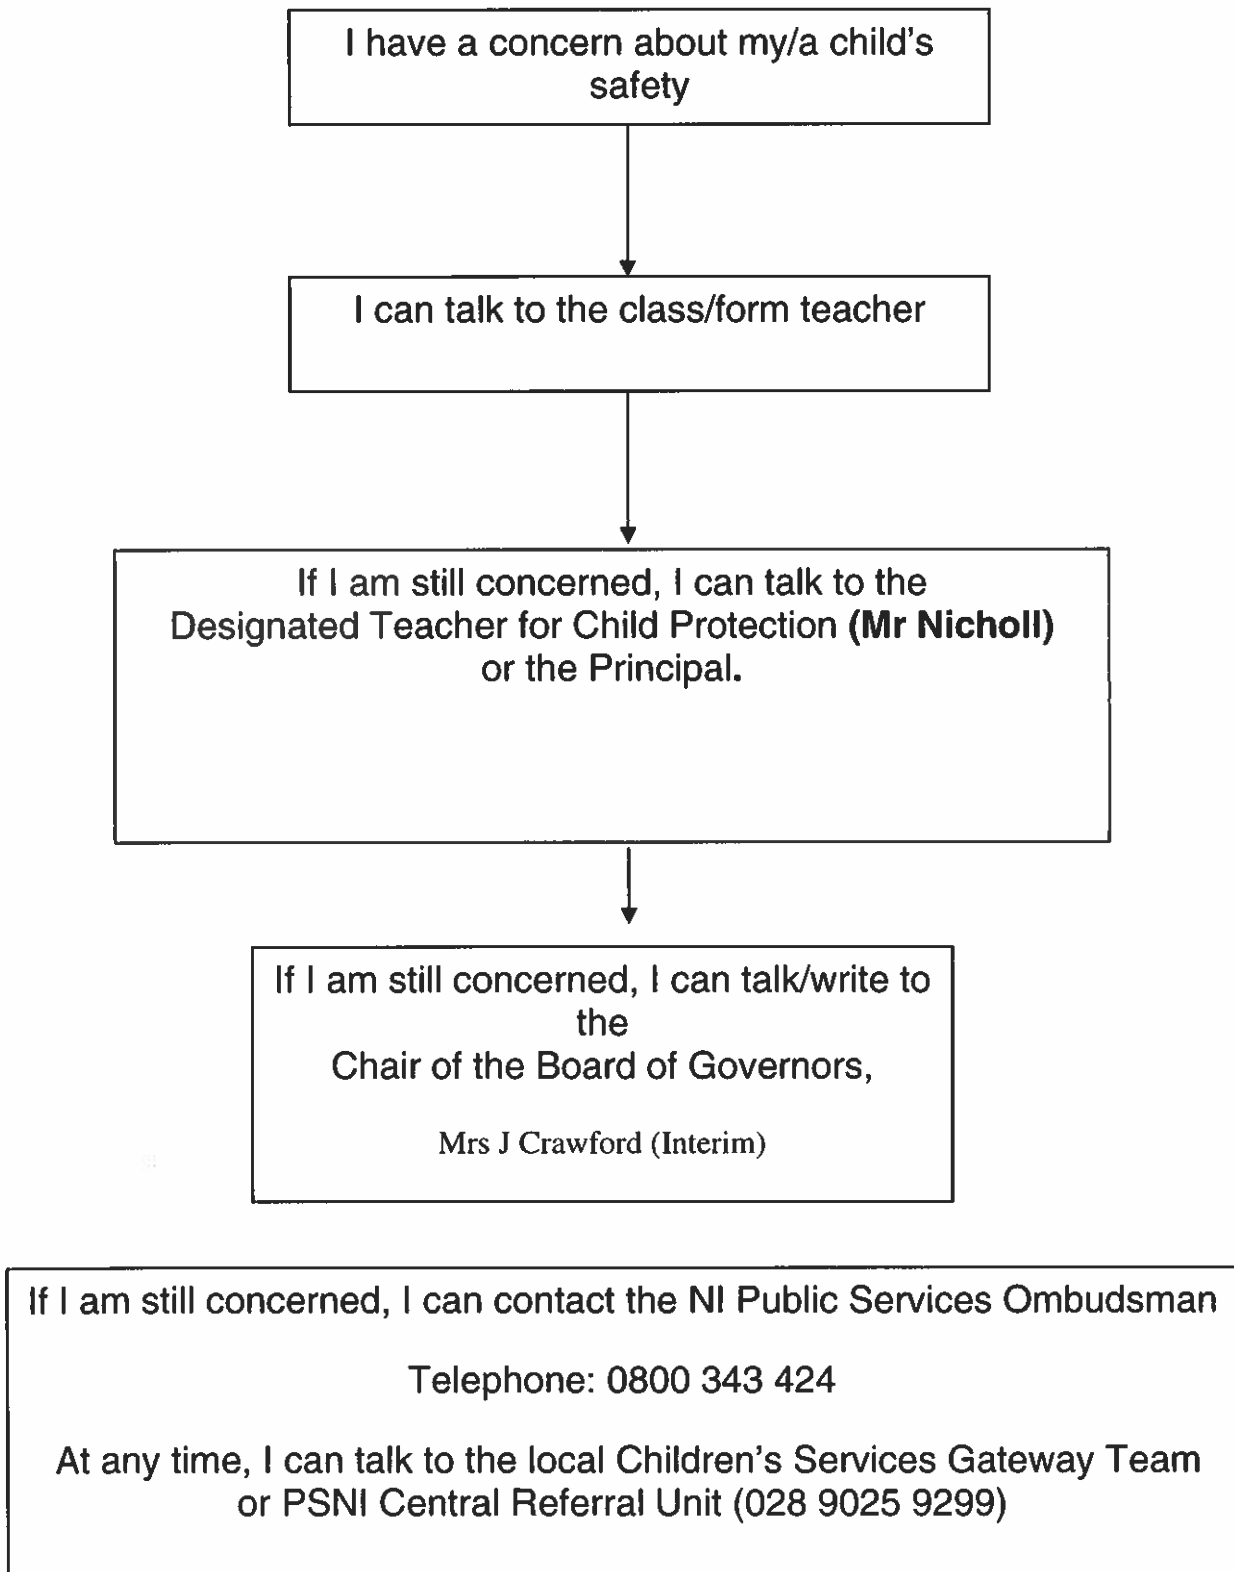 I have a concern about my/a child's
safety
I can talk to the class/form teacher
If I am still concerned, I can talk to the
Designated Teacher for Child Protection (Mr Nicholl)
or the Principal.
If I am still concerned, I can talk/write to
the
Chair of the Board of Governors,
Mrs J Crawford (Interim)
If I am still concerned, I can contact the NI Public Services Ombudsman
Telephone: 0800 343 424
At any time, I can talk to the local Children's Services Gateway Team
or PSNI Central Referral Unit (028 9025 9299)